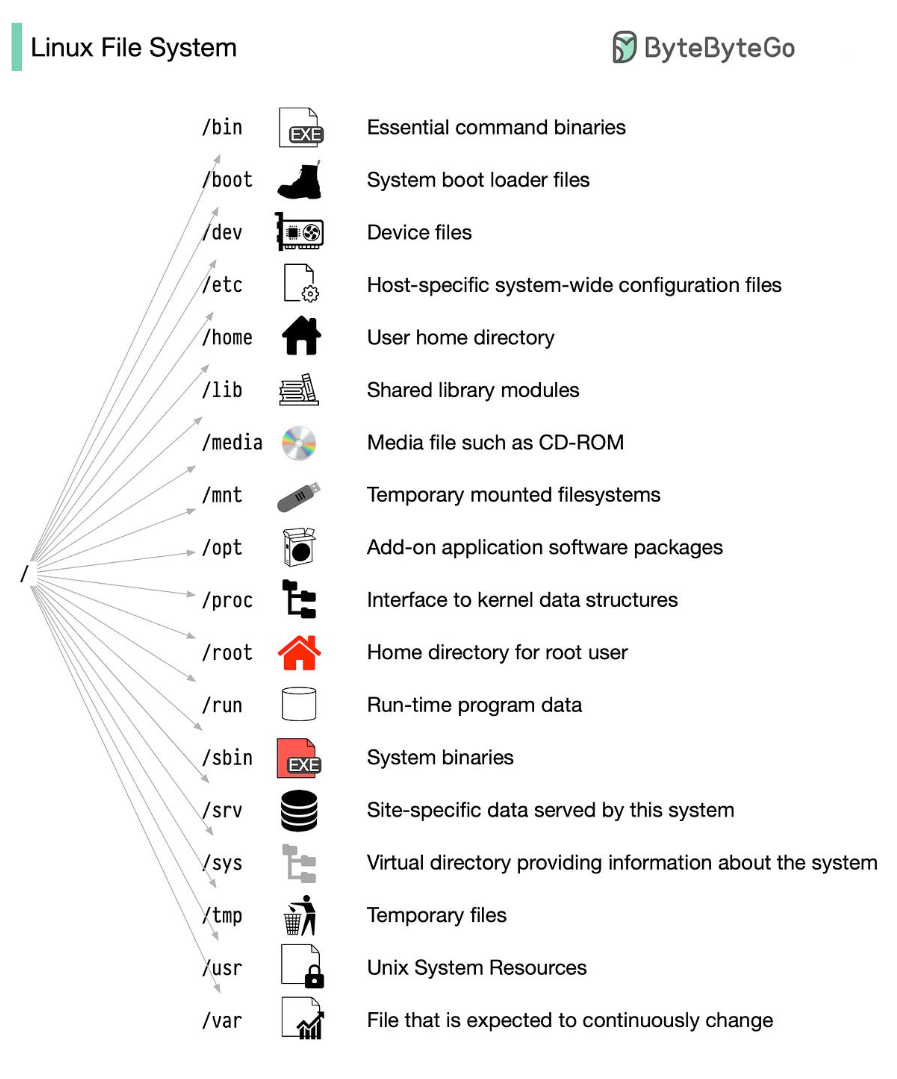 Linux File System
ByteByteGo
/bin EXE Essential command binaries
/boot System boot loader files
/dev Device files
/etc Host-specific system-wide configuration files
/home User home directory
/lib Shared library modules
/media Media file such as CD-ROM
/mnt Temporary mounted filesystems
/opt Add-on application software packages
/
/proc Interface to kernel data structures
/root Home directory for root user
/run Run-time program data
/sbin EXE System binaries
/srv Site-specific data served by this system
/sys Virtual directory providing information about the system
/tmp Temporary files
/usr Unix System Resources
/var File that is expected to continuously change